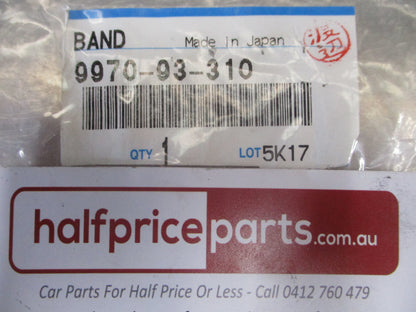 BAND Made in Japan
9970-93-310
QTY 1 LOT 5K17
halfpriceparts.com.au
Car Parts For Half Price Or Less - Call 0412 760 479